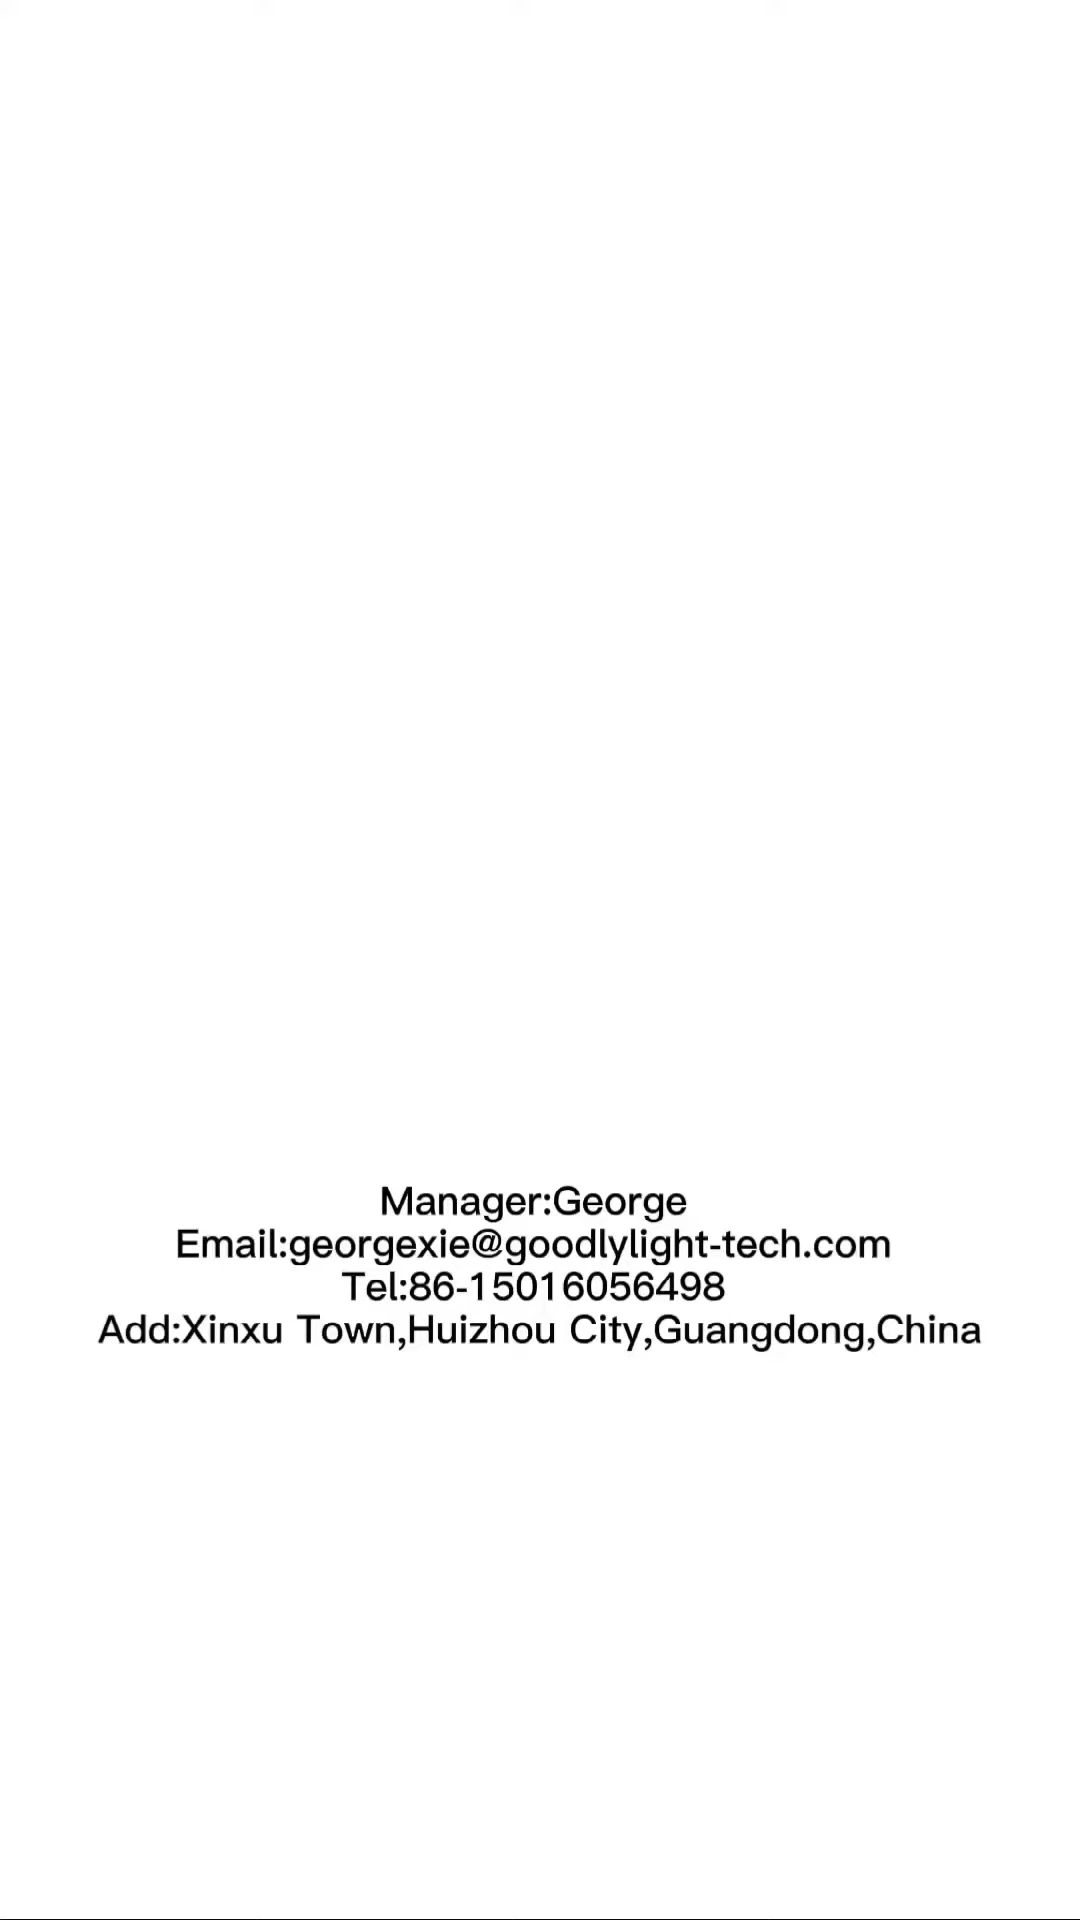 Manager:George
Email:georgexie@goodlylight-tech.com
Tel:86-15016056498
Add:Xinxu Town,Huizhou City,Guangdong,China